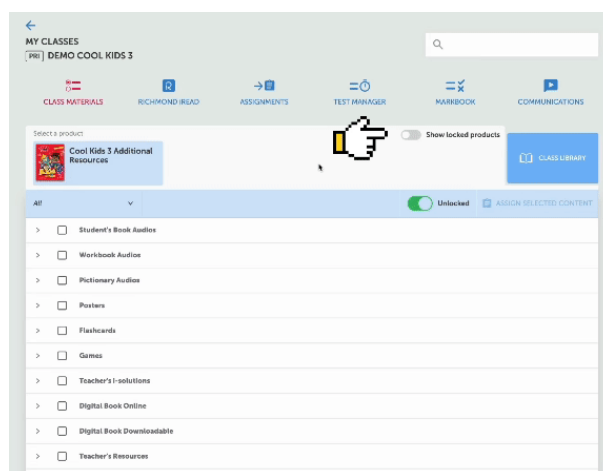 MY CLASSES
PRI DEMO COOL KIDS 3
CLASS MATERIALS
RICHMOND IREAD
ASSIGNMENTS
TEST MANAGER
MARKBOOK
COMMUNICATIONS
Select a product
Cool Kids 3 Additional
Resources
Show locked products
CLASS LIBRARY
All
Unlocked
ASSIGN SELECTED CONTENT
Student's Book Audios
Workbook Audios
Pictionary Audios
Posters
Flashcards
Games
Teacher's i-solutions
Digital Book Online
Digital Book Downloadable
Teacher's Resources